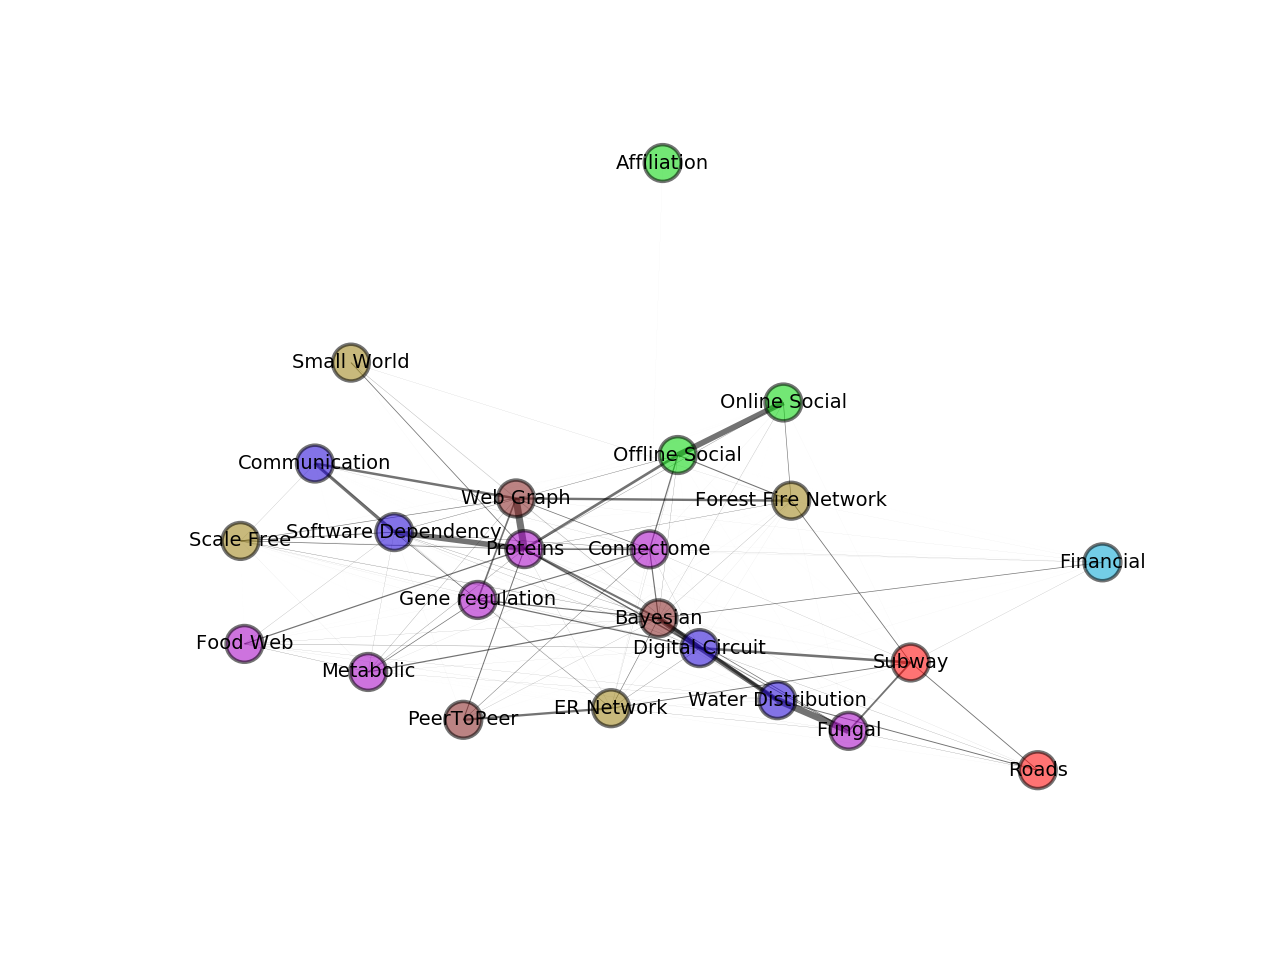 Affiliation
Small World
Online Social
Offline Social
Communication
Web Graph
Forest Fire Network
Software Dependency
Scale Free
Proteins
Connectome
Financial
Gene regulation
Bayesian
Food Web
Digital Circuit
Subway
Metabolic
Water Distribution
ER Network
PeerToPeer
Fungal
Roads